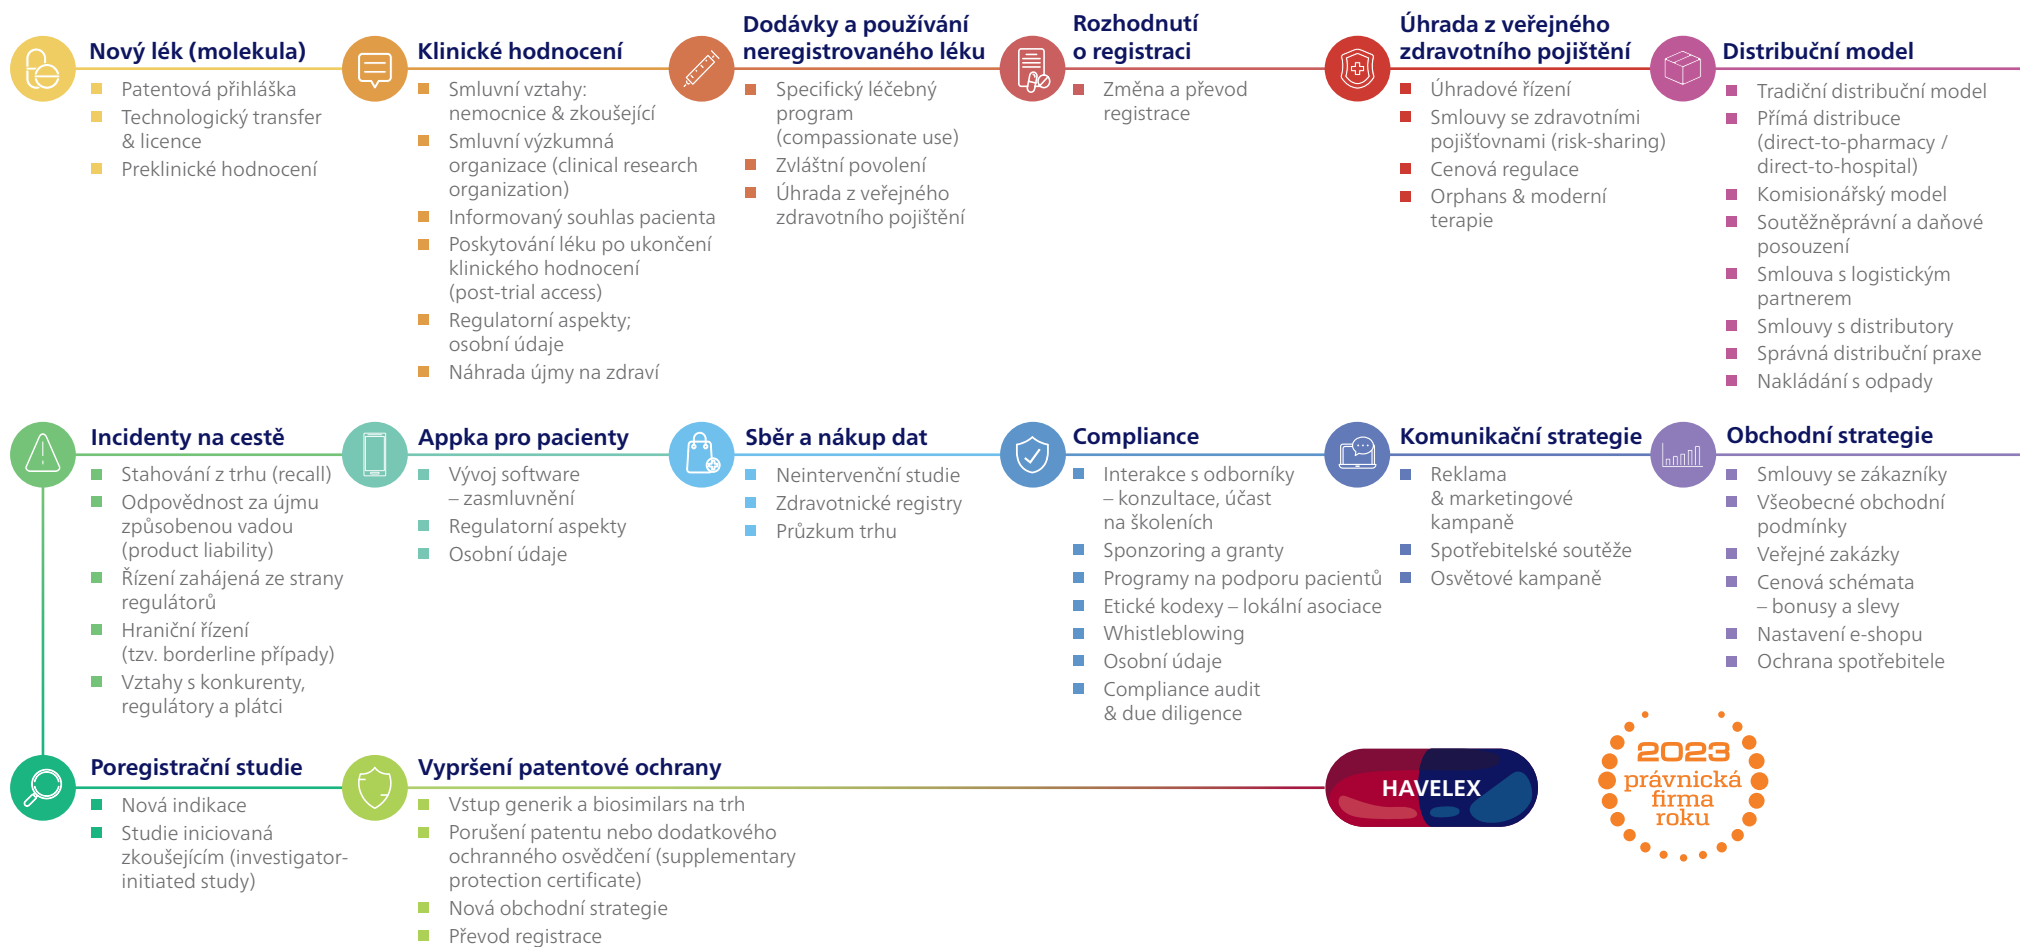 Nový lék (molekula)
Patentová přihláška
Technologický transfer
& licence
Preklinické hodnocení
Klinické hodnocení
Smluvní vztahy:
nemocnice & zkoušející
Smluvní výzkumná
organizace (clinical research
organization)
Informovaný souhlas pacienta
Poskytování léku po ukončení
klinického hodnocení
(post-trial access)
Regulatorní aspekty;
osobní údaje
Náhrada újmy na zdraví
Dodávky a používání
neregistrovaného léku
Specifický léčebný
program
(compassionate use)
Zvláštní povolení
Úhrada z veřejného
zdravotního pojištění
Rozhodnutí
o registraci
Změna a převod
registrace
Úhrada z veřejného
zdravotního pojištění
Úhradové řízení
Smlouvy se zdravotními
pojišťovnami (risk-sharing)
Cenová regulace
Orphans & moderní
terapie
Distribuční model
Tradiční distribuční model
Přímá distribuce
(direct-to-pharmacy /
direct-to-hospital)
Komisionářský model
Soutěžněprávní a daňové
posouzení
Smlouva s logistickým
partnerem
Smlouvy s distributory
Správná distribuční praxe
Nakládání s odpady
Incidenty na cestě
Stahování z trhu (recall)
Odpovědnost za újmu
způsobenou vadou
(product liability)
Řízení zahájená ze strany
regulátorů
Hraniční řízení
(tzv. borderline případy)
Vztahy s konkurenty,
regulátory a plátci
Appka pro pacienty
Vývoj software
– zasmluvnění
Regulatorní aspekty
Osobní údaje
Sběr a nákup dat
Neintervenční studie
Zdravotnické registry
Průzkum trhu
Compliance
Interakce s odborníky
– konzultace, účast
na školeních
Sponzoring a granty
Programy na podporu pacientů
Etické kodexy – lokální asociace
Whistleblowing
Osobní údaje
Compliance audit
& due diligence
Komunikační strategie
Reklama
& marketingové
kampaně
Spotřebitelské soutěže
Osvětové kampaně
Obchodní strategie
Smlouvy se zákazníky
Všeobecné obchodní
podmínky
Veřejné zakázky
Cenová schémata
– bonusy a slevy
Nastavení e-shopu
Ochrana spotřebitele
Poregistrační studie
Nová indikace
Studie iniciovaná
zkoušejícím (investigator-
initiated study)
Vypršení patentové ochrany
Vstup generik a biosimilars na trh
Porušení patentu nebo dodatkového
ochranného osvědčení (supplementary
protection certificate)
Nová obchodní strategie
Převod registrace
HAVELEX
2023
právnická
firma
roku